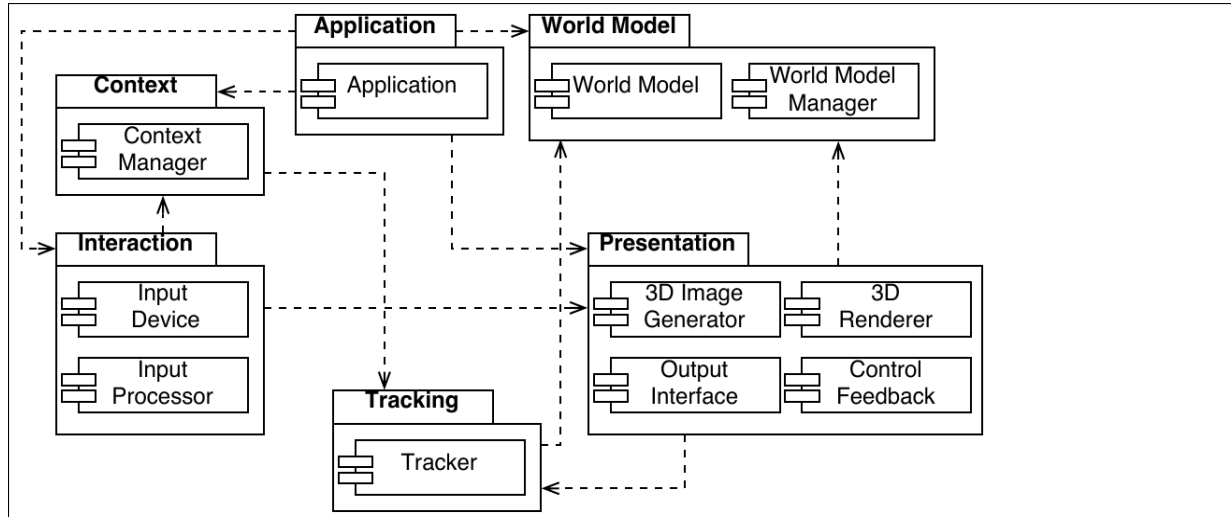 Application
World Model
Application
World Model
World Model
Manager
Context
Context
Manager
Interaction
Input
Device
Input
Processor
Presentation
3D Image
Generator
3D
Renderer
Output
Interface
Control
Feedback
Tracking
Tracker